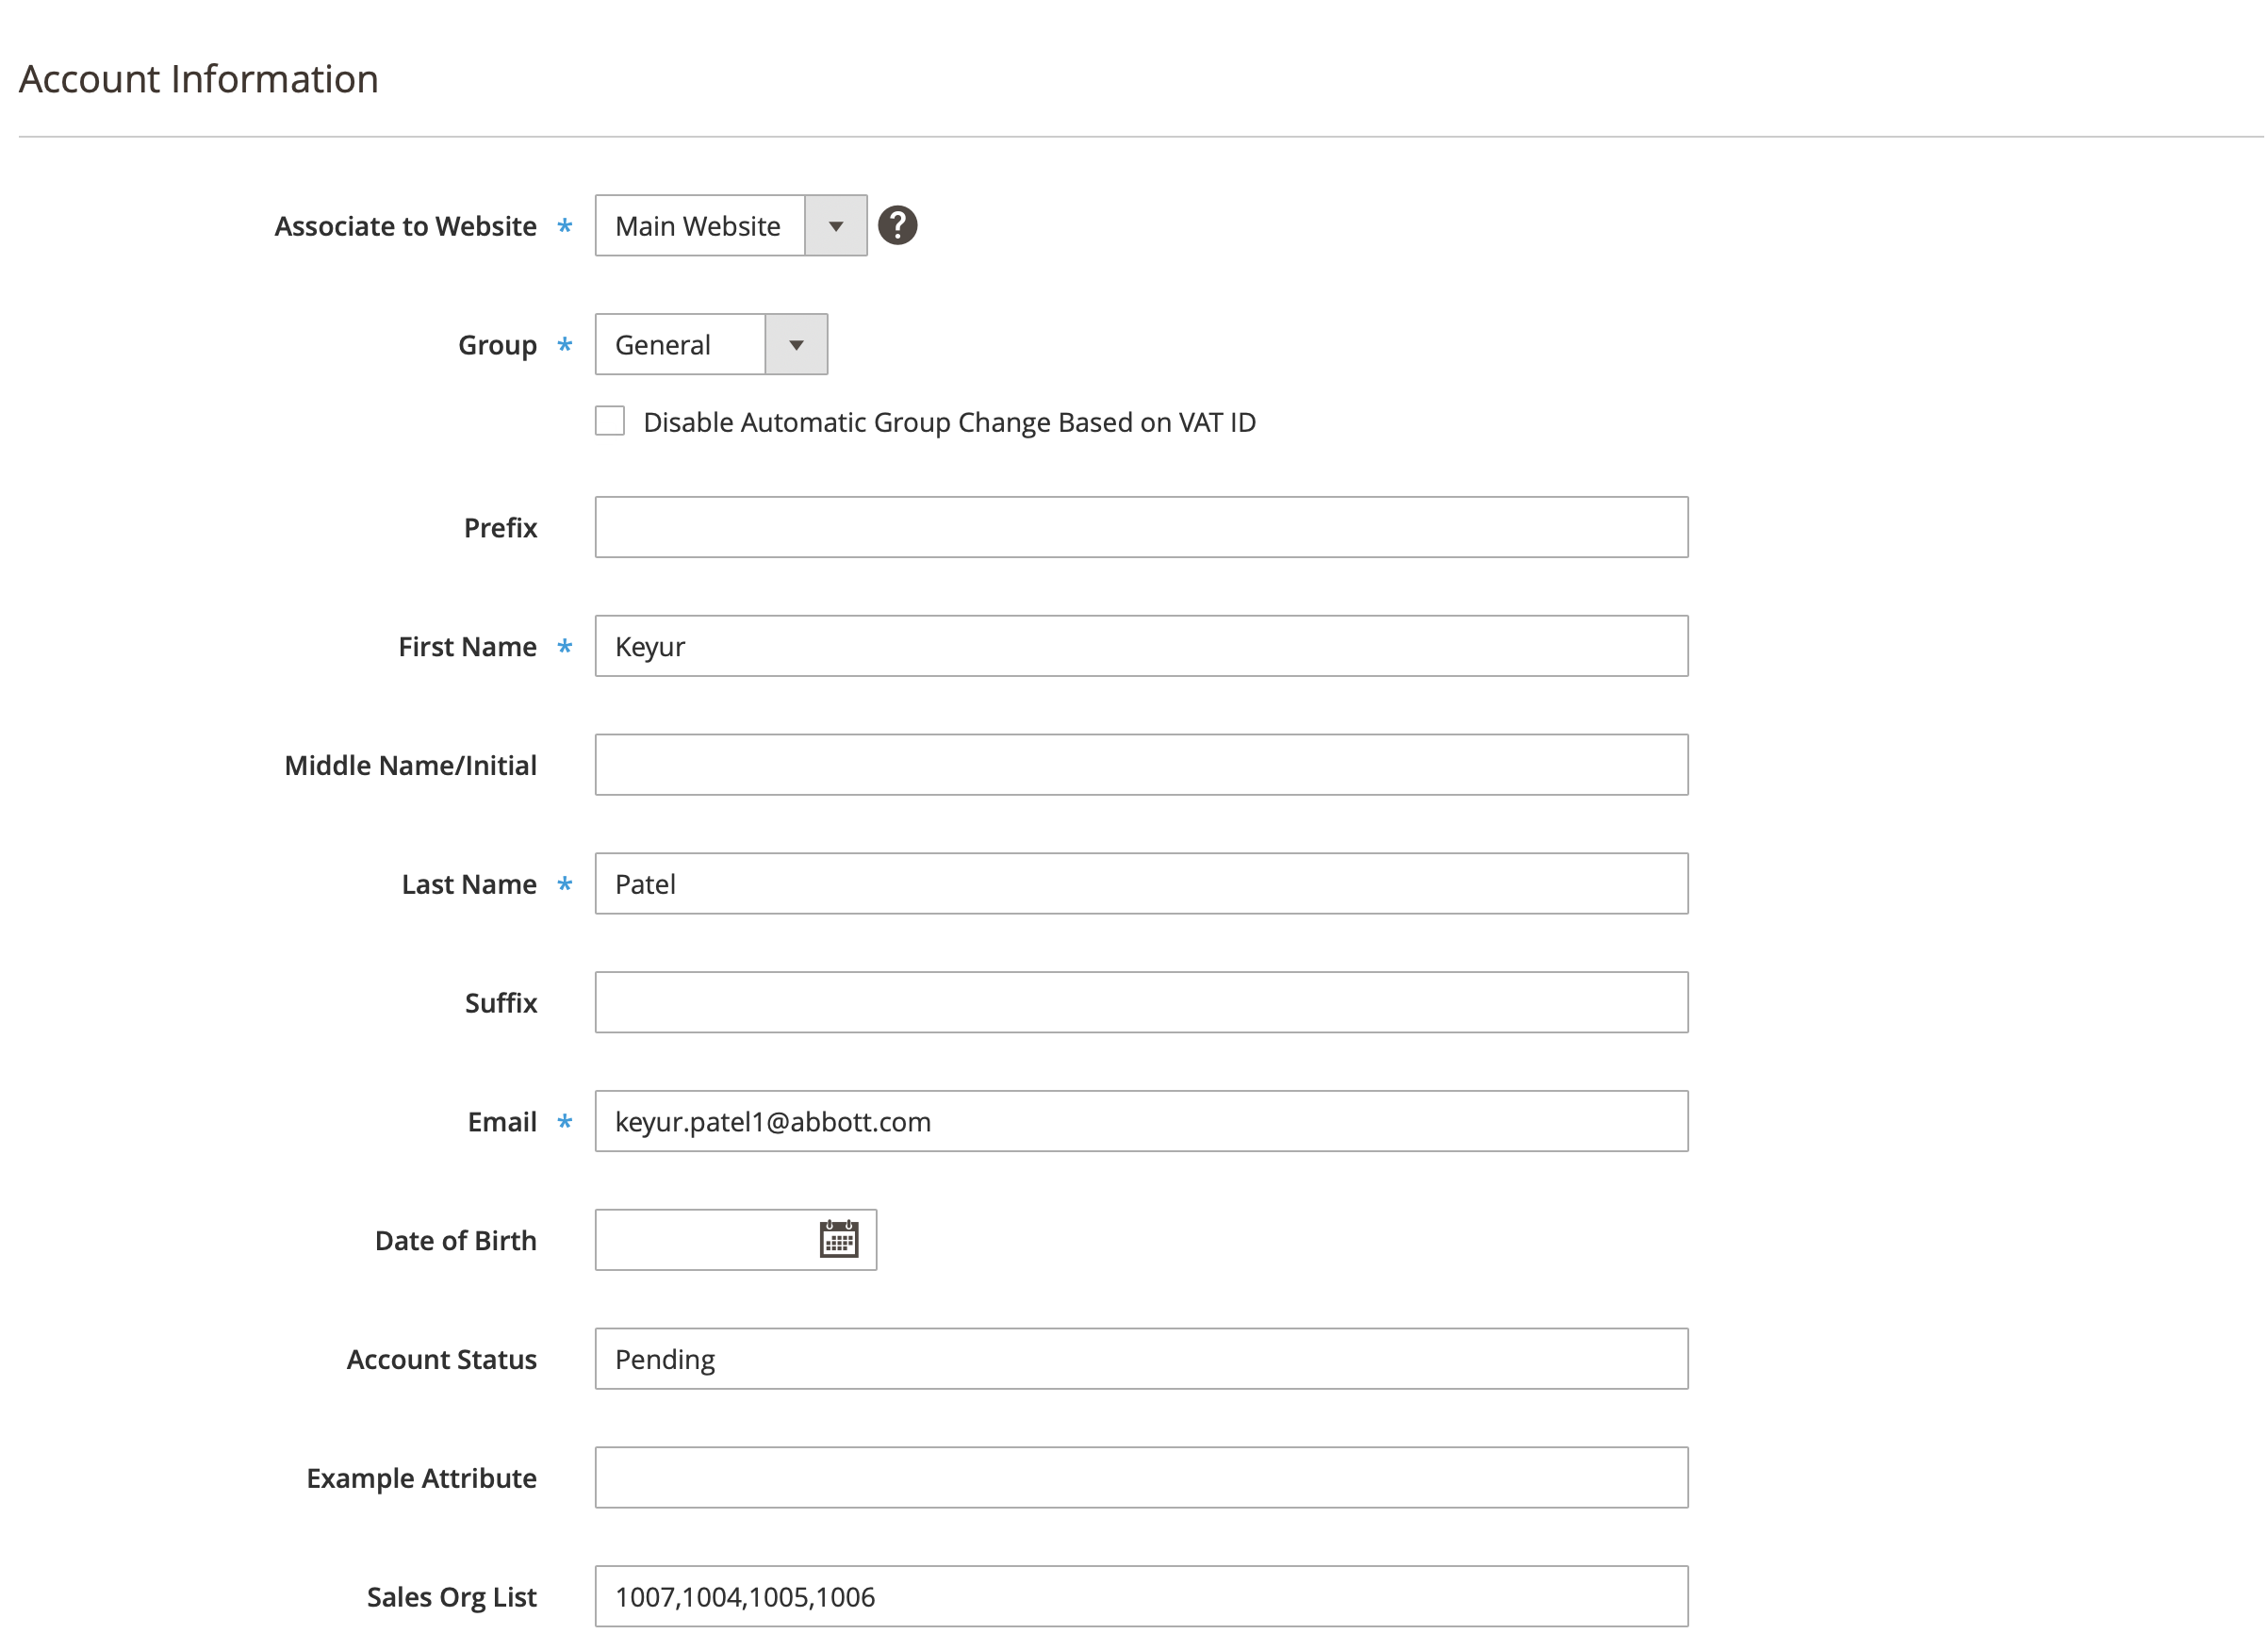 Account Information
Associate to Website * Main Website ?
Group * General
Disable Automatic Group Change Based on VAT ID
Prefix
First Name * Keyur
Middle Name/Initial
Last Name * Patel
Suffix
Email * keyur.patel1@abbott.com
Date of Birth
Account Status Pending
Example Attribute
Sales Org List 1007,1004,1005,1006